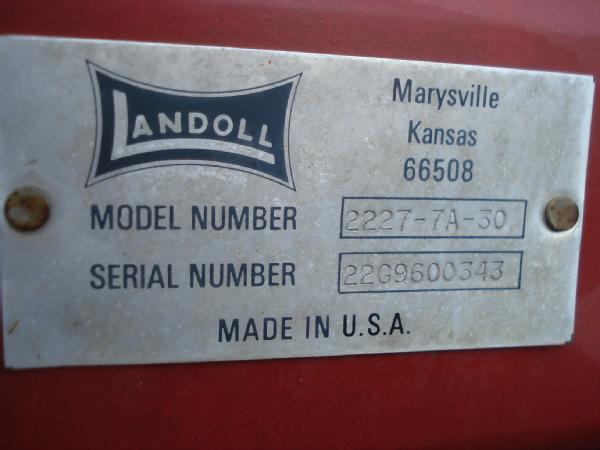 LANDOLL
Marysville
Kansas
66508
MODEL NUMBER 2227-7A-30
SERIAL NUMBER 22G9600343
MADE IN U.S.A.